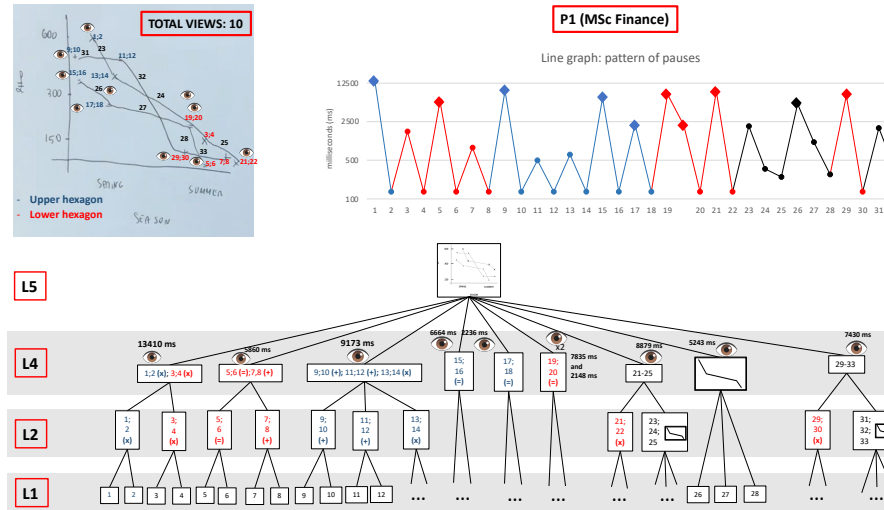 TOTAL VIEWS: 10
600
300
150
1;2
9;10
31
23
11;12
15;16
13;14
32
26
24
17;18
27
19;20
3;4
28
25
33
29;30
5;6
7;8
21;22
SPRING
SUMMER
SEASON
- Upper hexagon
- Lower hexagon
P1 (MSc Finance)
Line graph: pattern of pauses
milliseconds (ms)
12500
2500
500
100
1 2 3 4 5 6 7 8 9 10 11 12 13 14 15 16 17 18 19 20 21 22 23 24 25 26 27 28 29 30 31
L5
L4
13410 ms
5860 ms
9173 ms
6664 ms
2236 ms
x2
7835 ms
and
2148 ms
8879 ms
5243 ms
7430 ms
1;2 (x); 3;4 (x)
5;6 (=);7,8 (+)
9;10 (+); 11;12 (+); 13;14 (x)
15;
16
(=)
17;
18
(=)
19;
20
(=)
21-25
29-33
L2
1;
2
(x)
3;
4
(x)
5;
6
(=)
7;
8
(+)
9;
10
(+)
11;
12
(+)
13;
14
(x)
21;
22
(x)
23;
24;
25
29;
30
(x)
31;
32;
33
L1
1 2 3 4 5 6 7 8 9 10 11 12 ... ... ... ... ... ... 26 27 28 ... ...